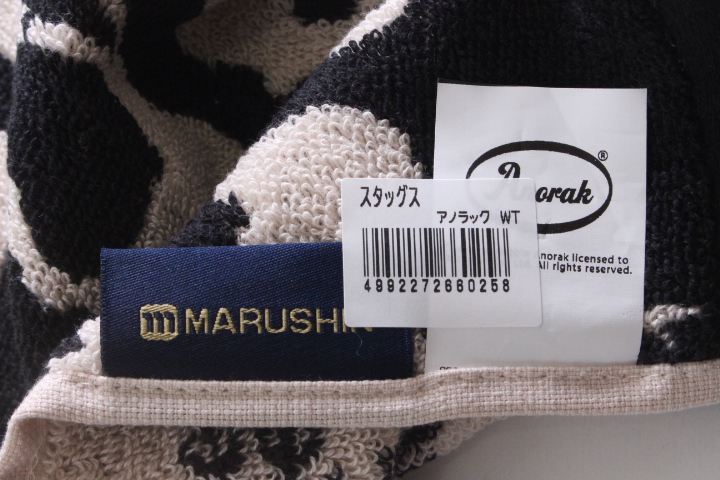 Anorak
®
スタッグス
アノラック WT
4992272660258
Anorak licensed to
All rights reserved.
MARUSHIN